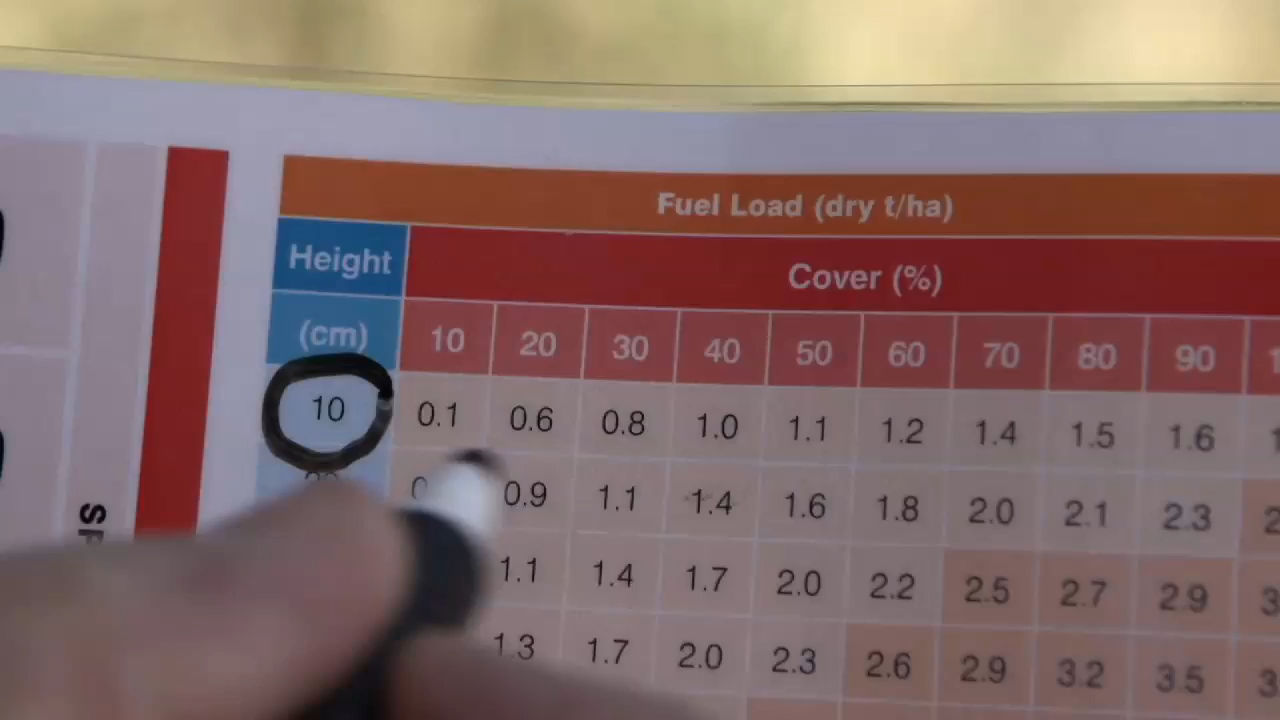 Fuel Load (dry t/ha)
Height Cover (%)
(cm) 10 20 30 40 50 60 70 80 90
10 0.1 0.6 0.8 1.0 1.1 1.2 1.4 1.5 1.6
0.9 1.1 1.4 1.6 1.8 2.0 2.1 2.3
1.1 1.4 1.7 2.0 2.2 2.5 2.7 2.9
1.3 1.7 2.0 2.3 2.6 2.9 3.2 3.5